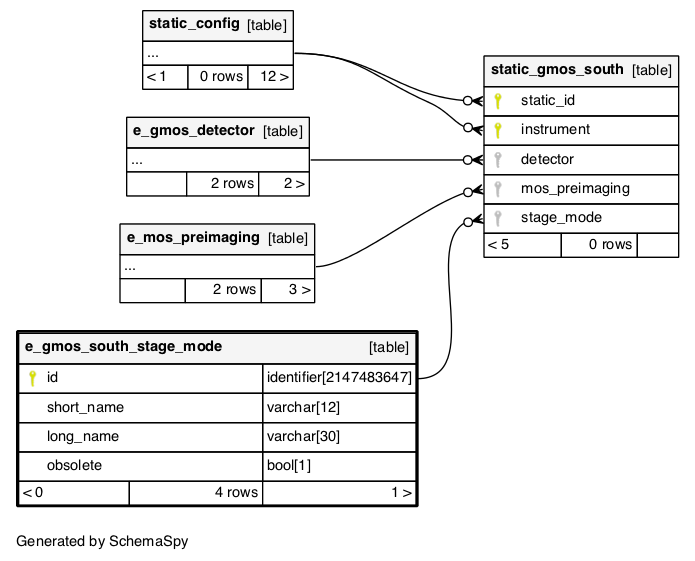 static_config [table]
...
< 1 0 rows 12 >
static_gmos_south [table]
static_id
instrument
detector
mos_preimaging
stage_mode
< 5 0 rows
e_gmos_detector [table]
...
2 rows 2 >
e_mos_preimaging [table]
...
2 rows 3 >
e_gmos_south_stage_mode [table]
id identifier[2147483647]
short_name varchar[12]
long_name varchar[30]
obsolete bool[1]
< 0 4 rows 1 >
Generated by SchemaSpy